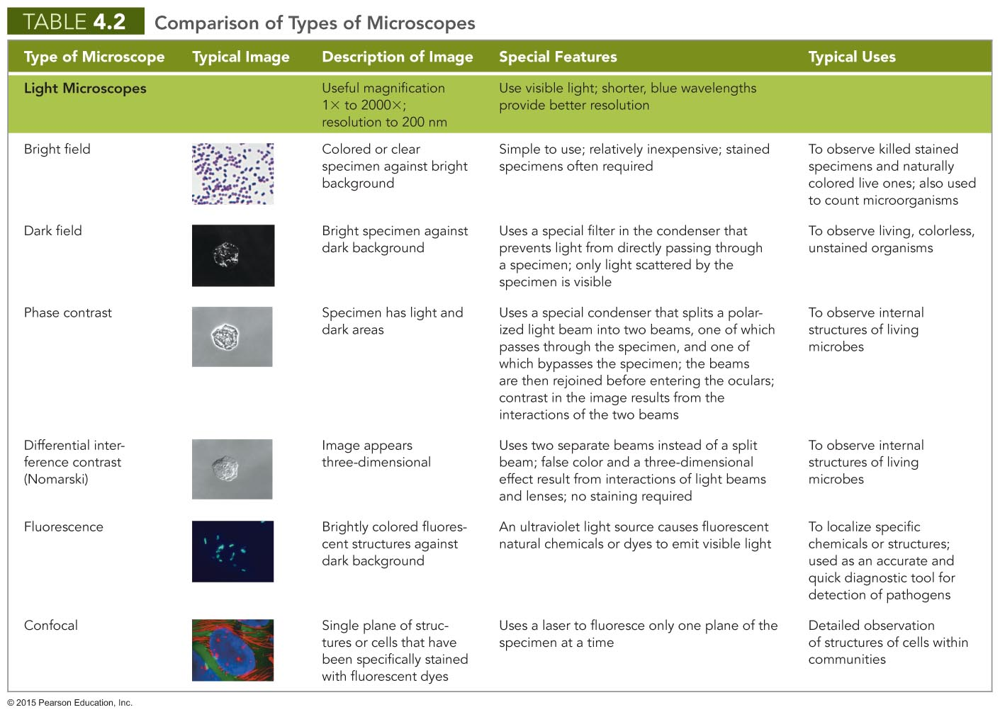 TABLE 4.2 Comparison of Types of Microscopes
Type of Microscope Typical Image Description of Image Special Features Typical Uses
Light Microscopes
Useful magnification
1× to 2000×;
resolution to 200 nm
Use visible light; shorter, blue wavelengths
provide better resolution
Bright field
Colored or clear
specimen against bright
background
Simple to use; relatively inexpensive; stained
specimens often required
To observe killed stained
specimens and naturally
colored live ones; also used
to count microorganisms
Dark field
Bright specimen against
dark background
Uses a special filter in the condenser that
prevents light from directly passing through
a specimen; only light scattered by the
specimen is visible
To observe living, colorless,
unstained organisms
Phase contrast
Specimen has light and
dark areas
Uses a special condenser that splits a polar-
ized light beam into two beams, one of which
passes through the specimen, and one of
which bypasses the specimen; the beams
are then rejoined before entering the oculars;
contrast in the image results from the
interactions of the two beams
To observe internal
structures of living
microbes
Differential inter-
ference contrast
(Nomarski)
Image appears
three-dimensional
Uses two separate beams instead of a split
beam; false color and a three-dimensional
effect result from interactions of light beams
and lenses; no staining required
To observe internal
structures of living
microbes
Fluorescence
Brightly colored fluores-
cent structures against
dark background
An ultraviolet light source causes fluorescent
natural chemicals or dyes to emit visible light
To localize specific
chemicals or structures;
used as an accurate and
quick diagnostic tool for
detection of pathogens
Confocal
Single plane of struc-
tures or cells that have
been specifically stained
with fluorescent dyes
Uses a laser to fluoresce only one plane of the
specimen at a time
Detailed observation
of structures of cells within
communities
© 2015 Pearson Education, Inc.